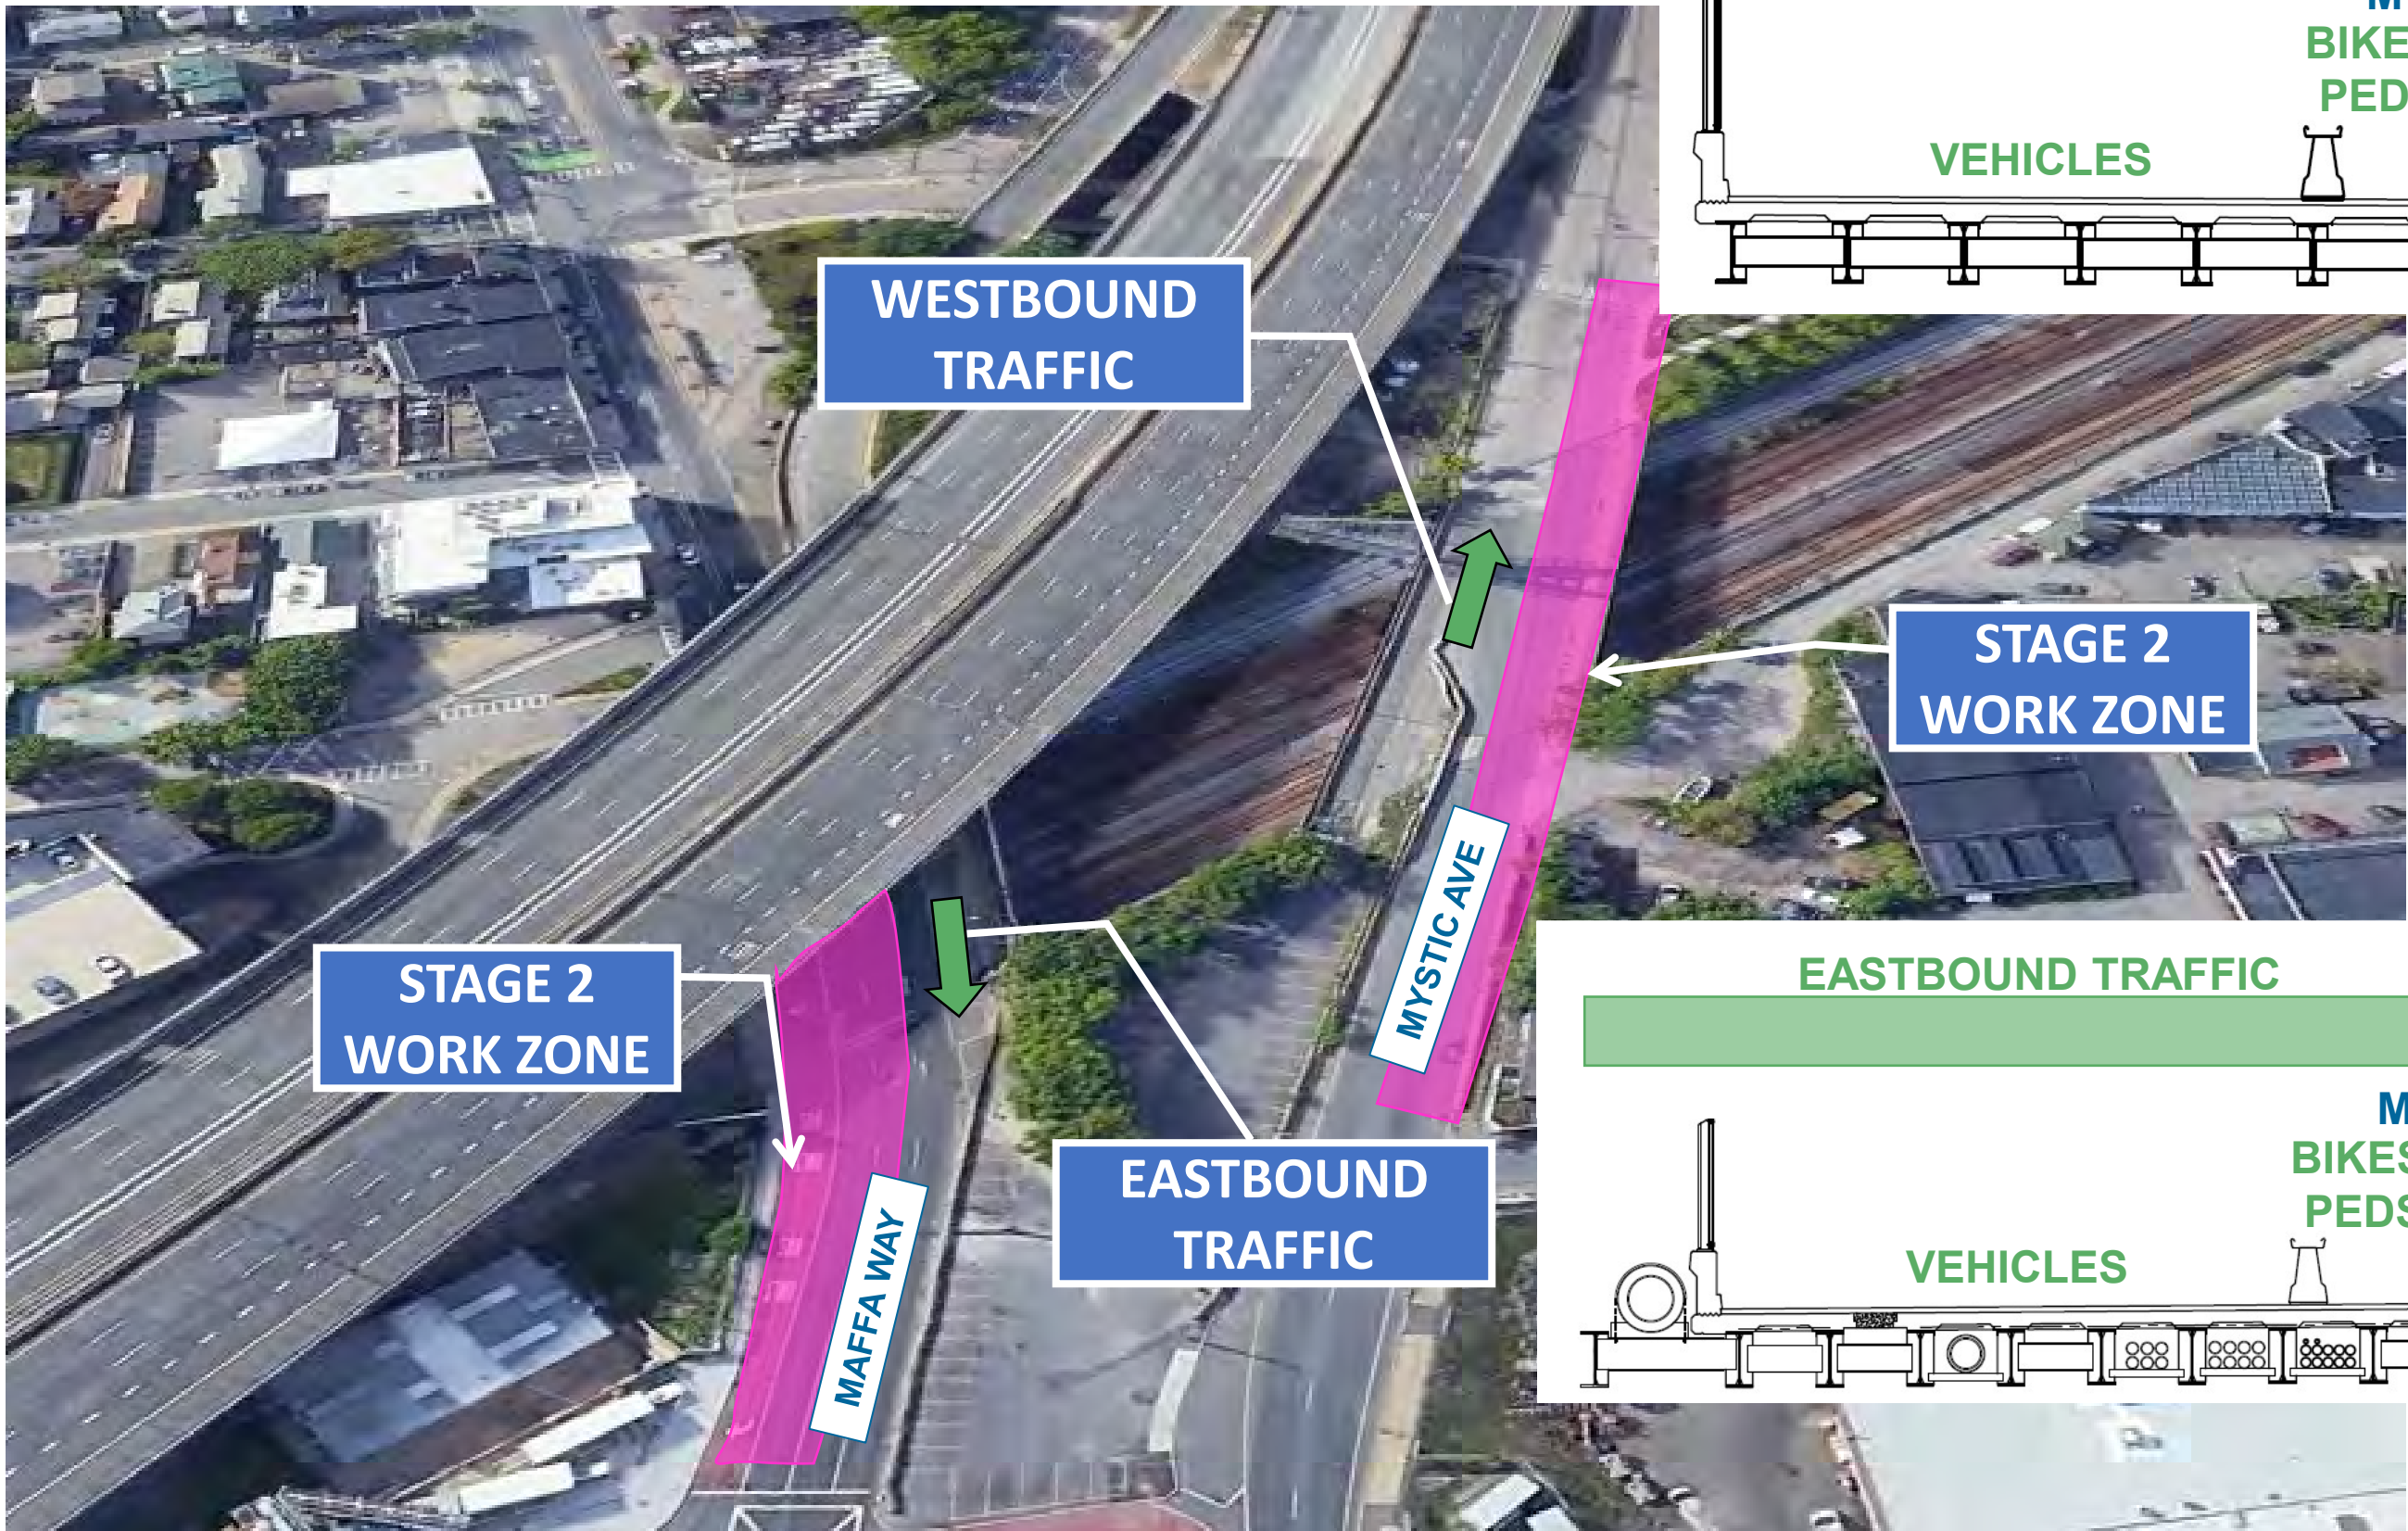 BIKE
PED
VEHICLES
WESTBOUND
TRAFFIC
STAGE 2
WORK ZONE
MYSTIC AVE
EASTBOUND TRAFFIC
STAGE 2
WORK ZONE
BIKES
PEDS
EASTBOUND
TRAFFIC
MAFFA WAY
VEHICLES